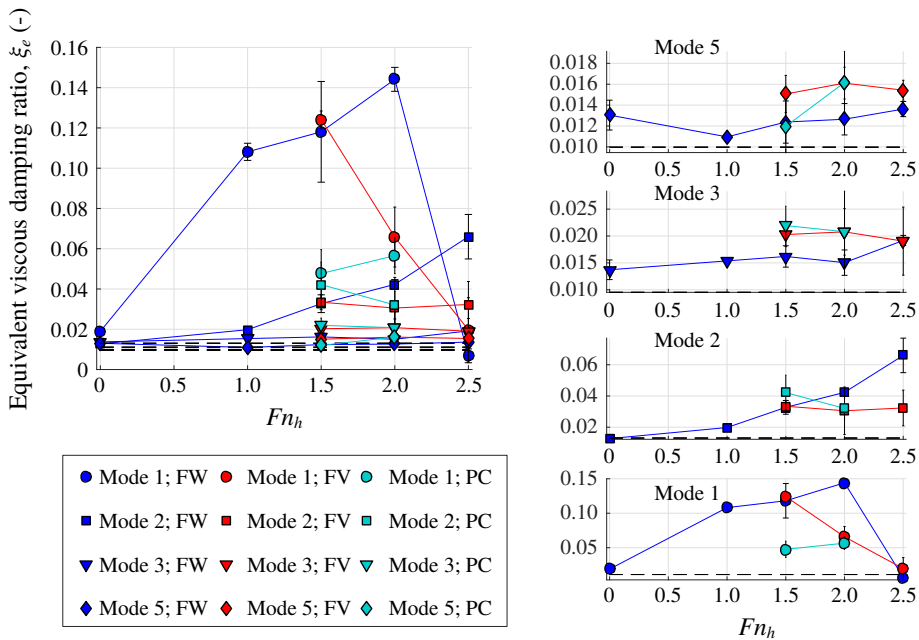 Equivalent viscous damping ratio, ξe (-)
0.16
0.14
0.12
0.10
0.08
0.06
0.04
0.02
0
0 0.5 1.0 1.5 2.0 2.5
Fnh
Mode 1; FW Mode 1; FV Mode 1; PC
Mode 2; FW Mode 2; FV Mode 2; PC
Mode 3; FW Mode 3; FV Mode 3; PC
Mode 5; FW Mode 5; FV Mode 5; PC
Mode 5
0.018
0.016
0.014
0.012
0.010
0 0.5 1.0 1.5 2.0 2.5
Mode 3
0.025
0.020
0.015
0.010
0 0.5 1.0 1.5 2.0 2.5
Mode 2
0.06
0.04
0.02
0 0.5 1.0 1.5 2.0 2.5
Mode 1
0.15
0.10
0.05
0 0.5 1.0 1.5 2.0 2.5
Fnh